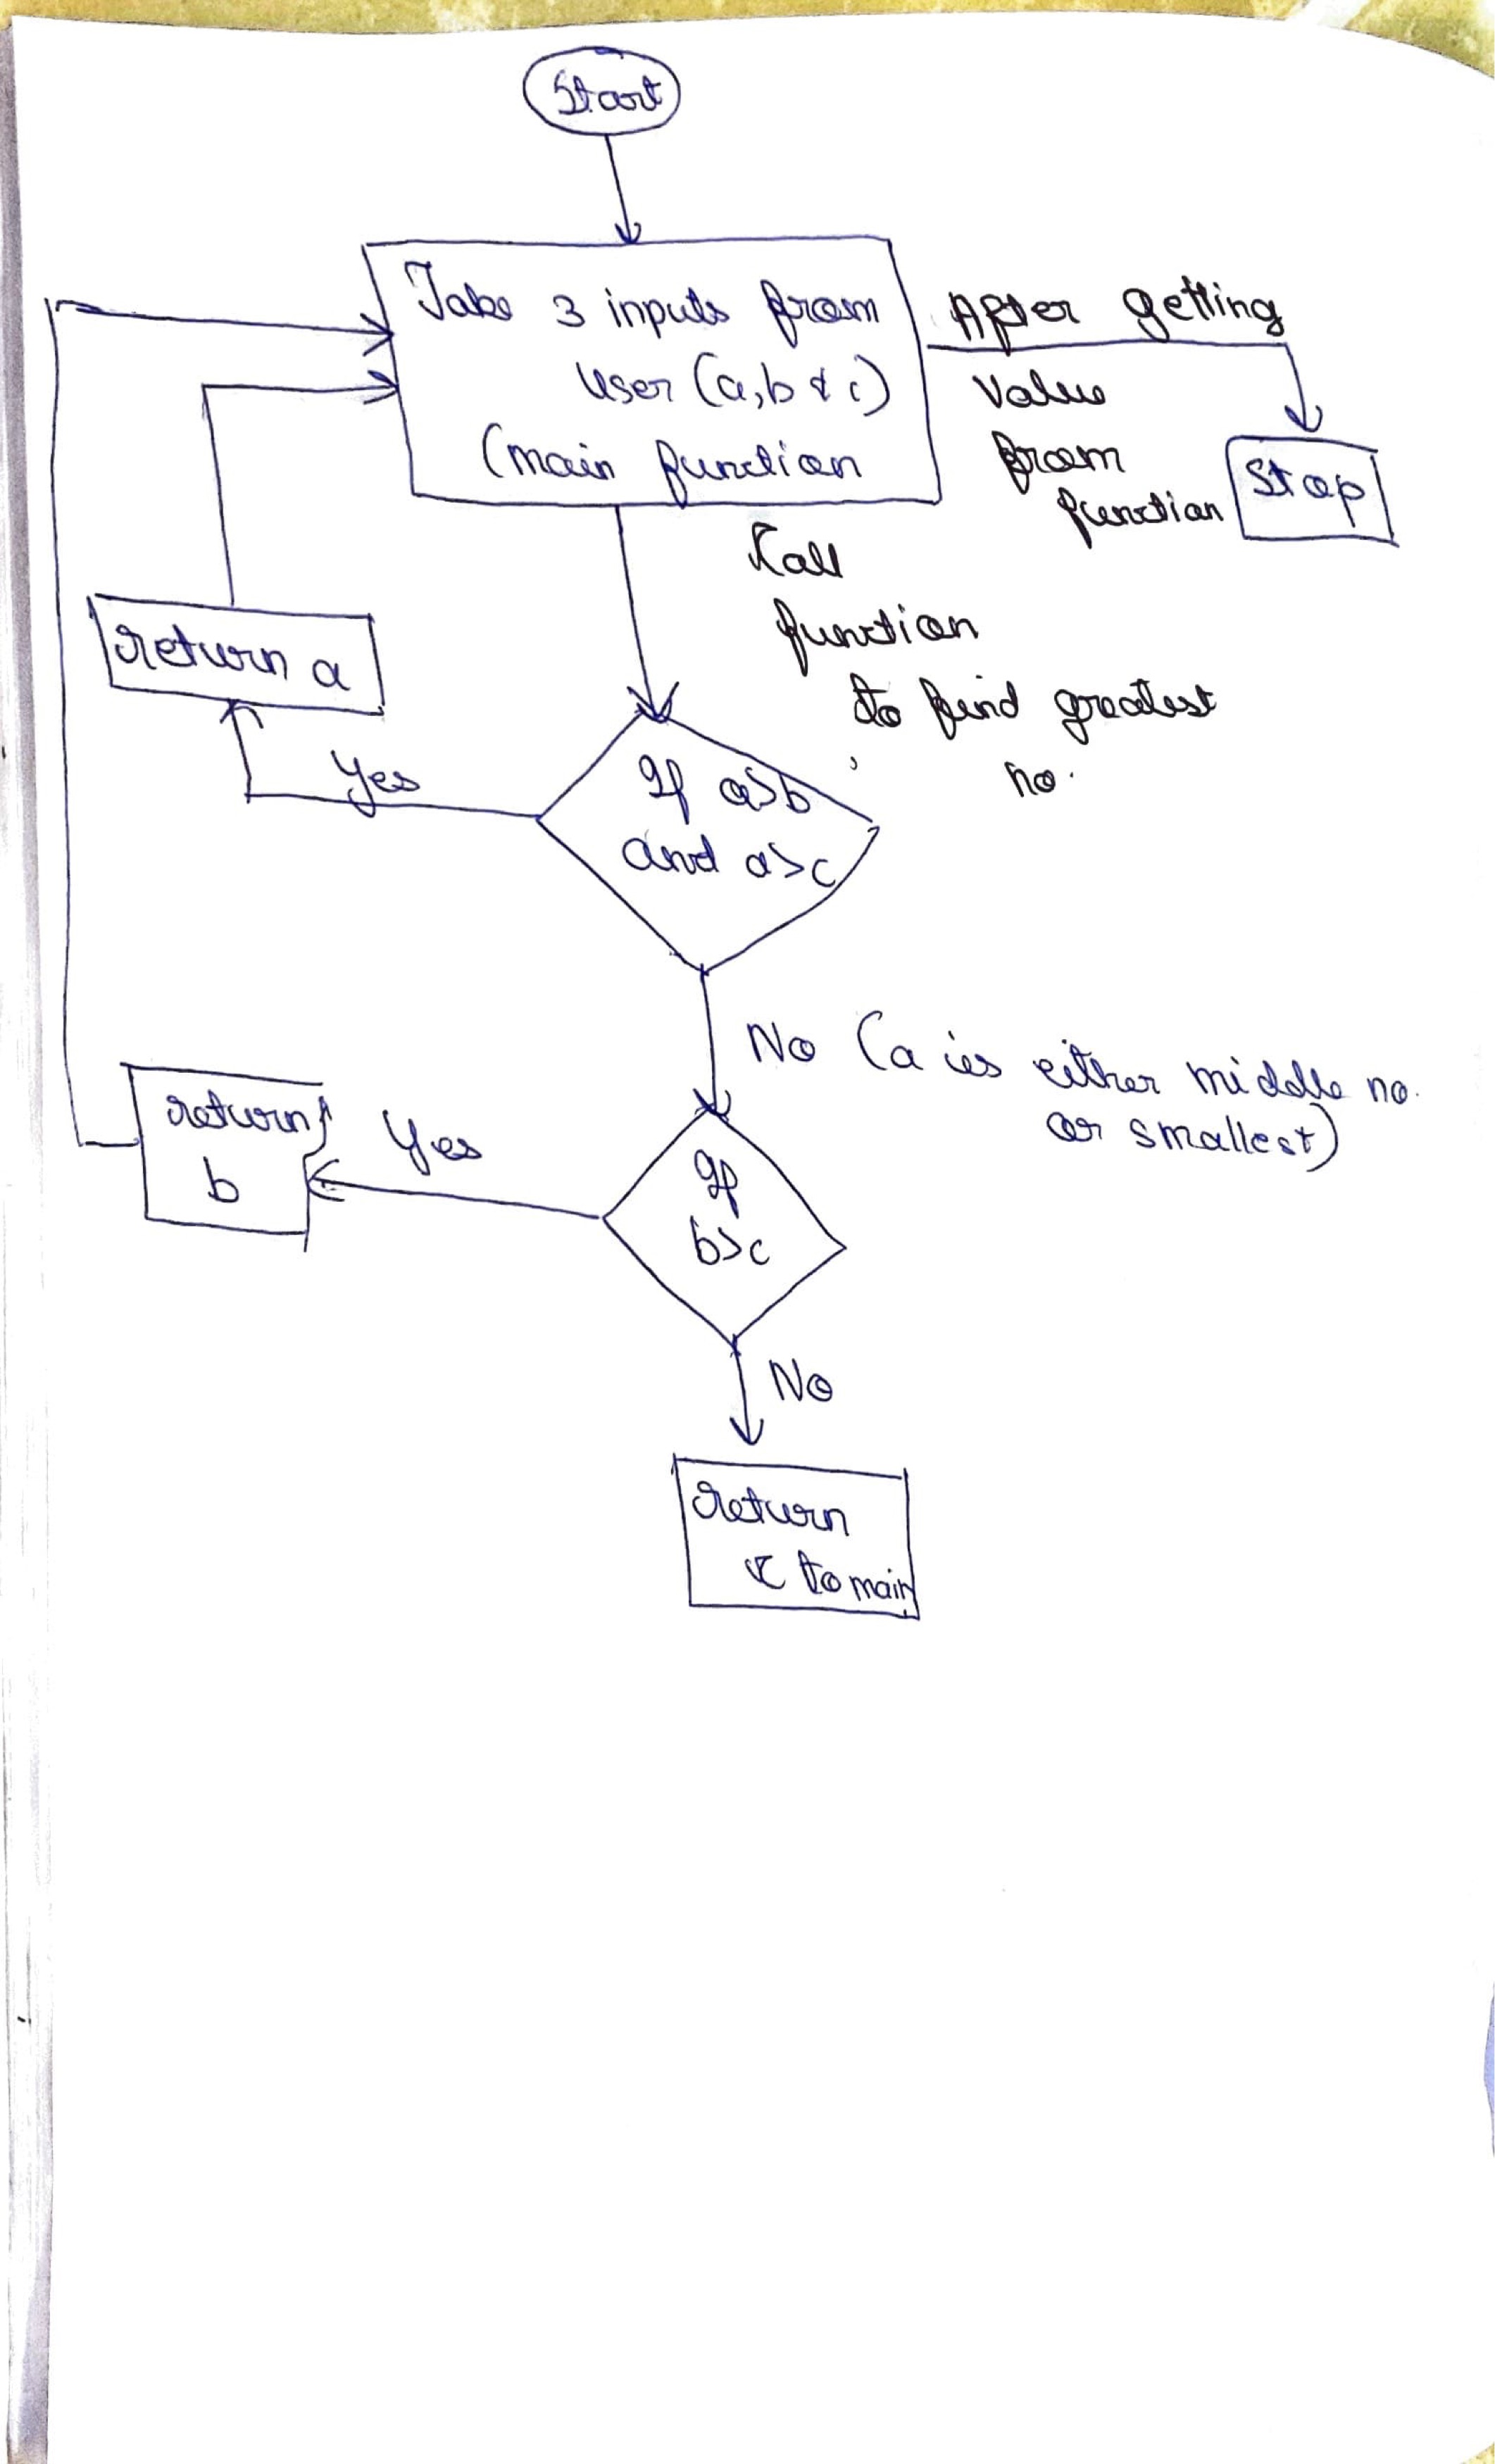 Start
Take 3 inputs from
User (a, b & c)
(main function
After getting
value
from
function
Stop
Call
function
to find greatest
no.
return a
Yes
If a>b
and a>c
No (a is either middle no.
or smallest)
return
b
Yes
If
b>c
No
return
c to main